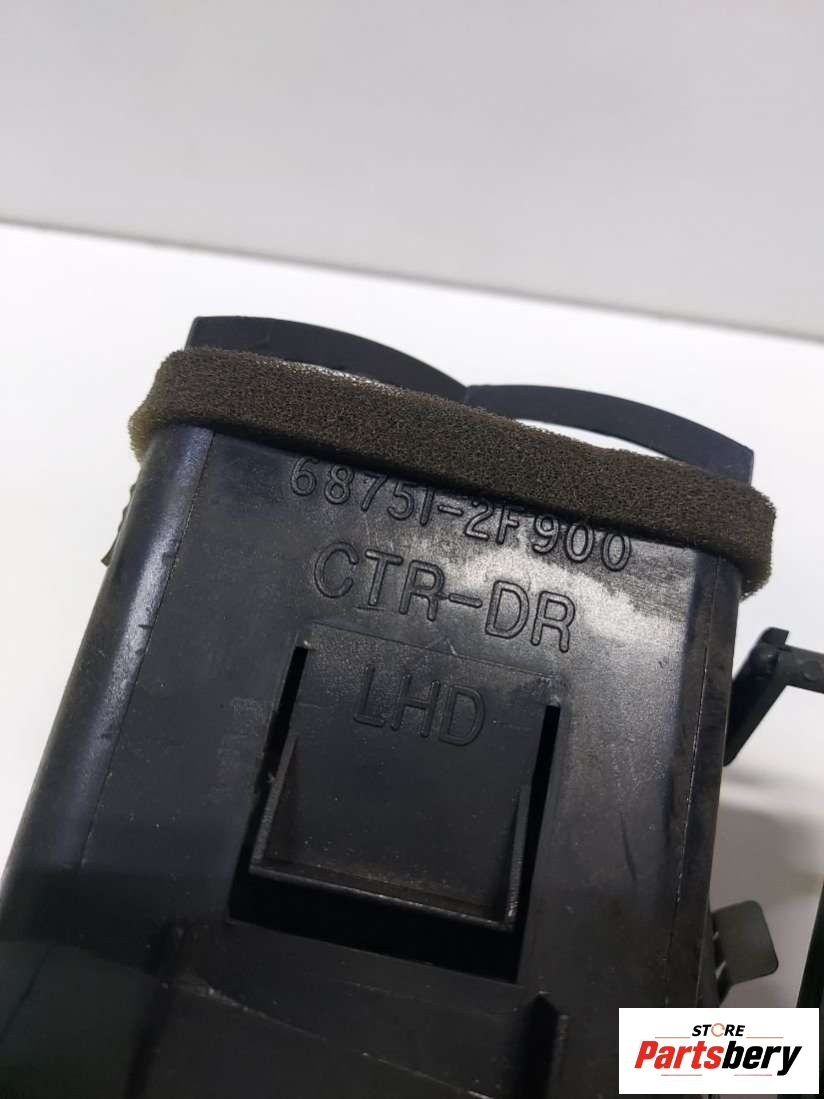 68751-2F900
CTR-DR
LHD
STORE
Partsbery